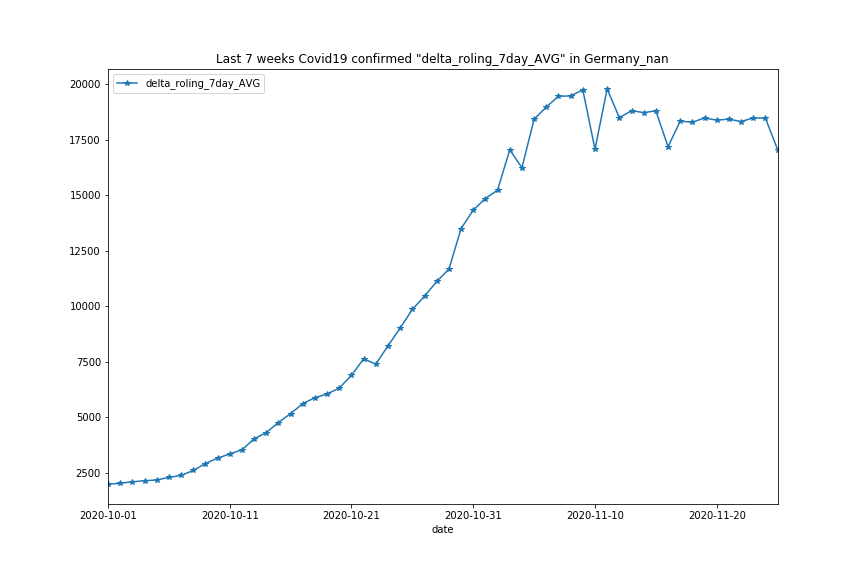 Last 7 weeks Covid19 confirmed "delta_roling_7day_AVG" in Germany_nan
delta_roling_7day_AVG
20000
17500
15000
12500
10000
7500
5000
2500
2020-10-01 2020-10-11 2020-10-21 2020-10-31 2020-11-10 2020-11-20
date